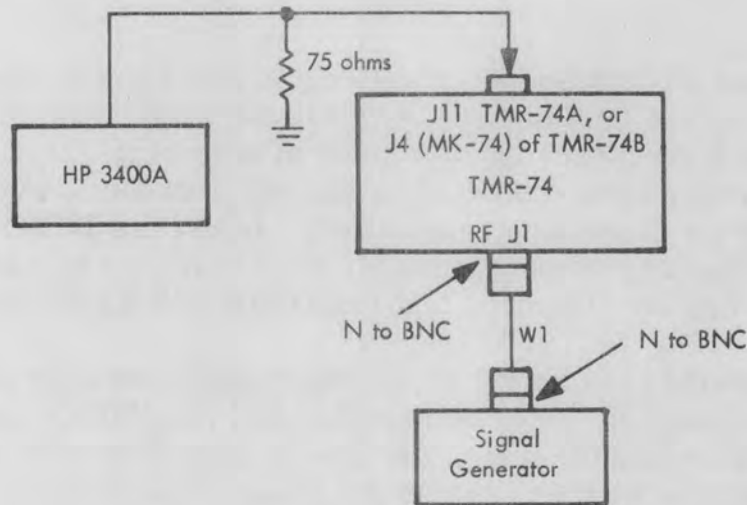 75 ohms
HP 3400A
J11 TMR-74A, or
J4 (MK-74) of TMR-74B
TMR-74
RF J1
N to BNC
W1
N to BNC
Signal
Generator